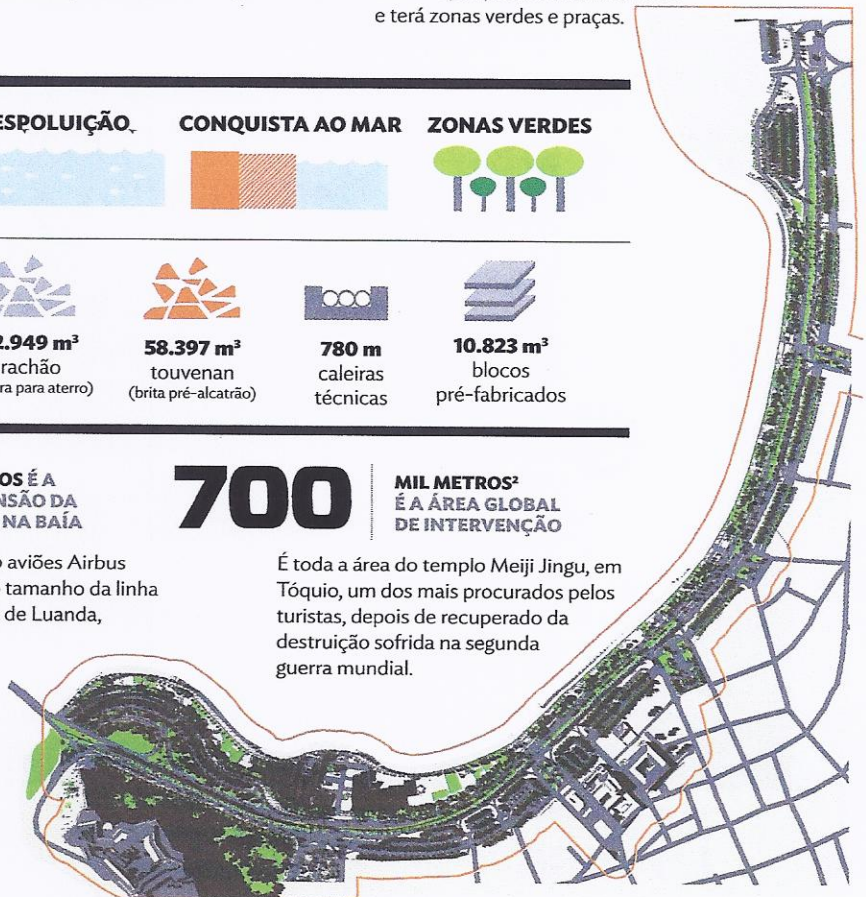 e terá zonas verdes e praças.
ESPOLUIÇÃO
CONQUISTA AO MAR
ZONAS VERDES
2.949 m³
rachão
ra para aterro)
58.397 m³
touvenan
(brita pré-alcatrão)
780 m
caleiras
técnicas
10.823 m³
blocos
pré-fabricados
OS É A
NSÃO DA
NA BAÍA
o aviões Airbus
tamanho da linha
de Luanda,
700
MIL METROS²
É A ÁREA GLOBAL
DE INTERVENÇÃO
É toda a área do templo Meiji Jingu, em
Tóquio, um dos mais procurados pelos
turistas, depois de recuperado da
destruição sofrida na segunda
guerra mundial.